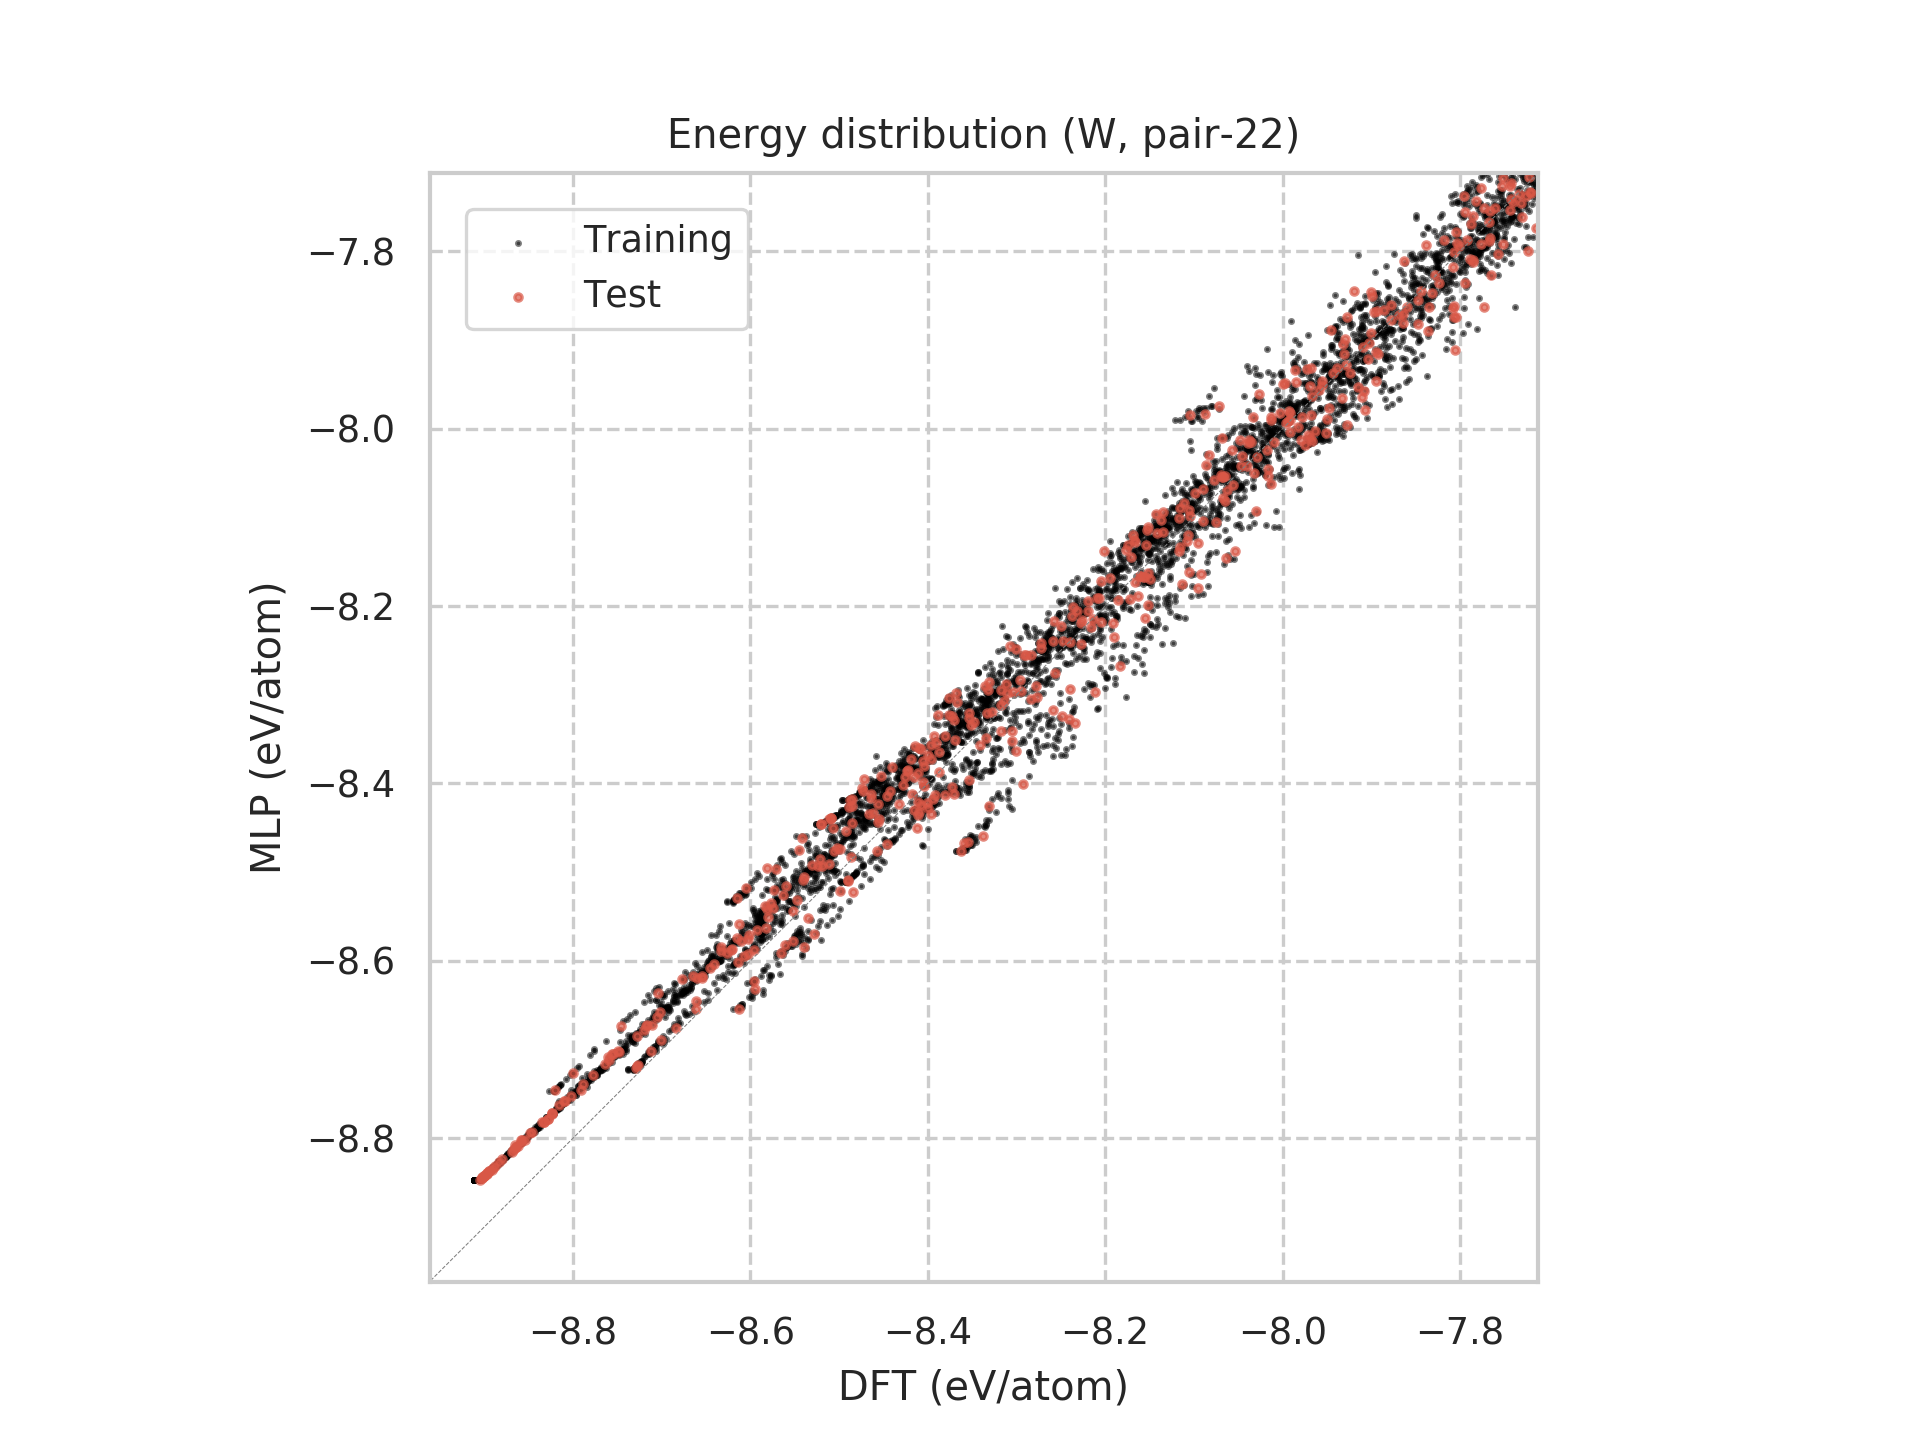 Energy distribution (W, pair-22)
Training
Test
−7.8
−8.0
−8.2
−8.4
−8.6
−8.8
MLP (eV/atom)
−8.8 −8.6 −8.4 −8.2 −8.0 −7.8
DFT (eV/atom)